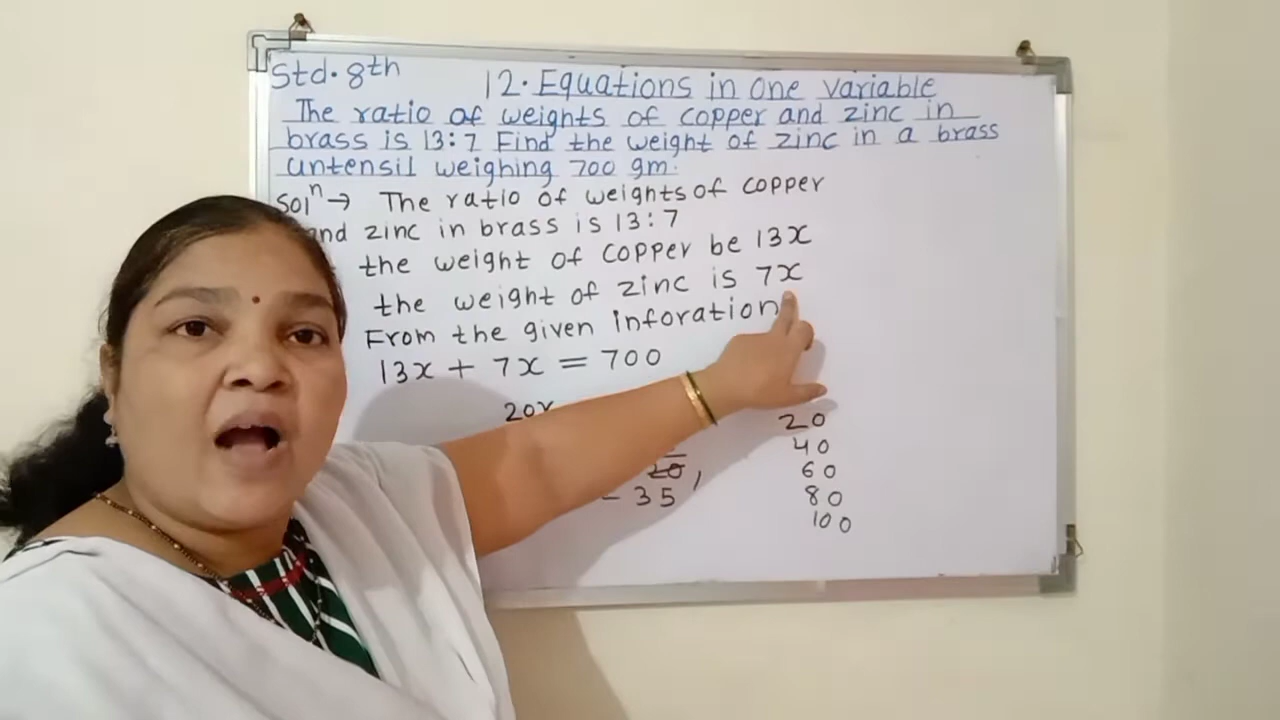 Std. 8th
12. Equations in one variable
The ratio of weights of copper and zinc in
brass is 13:7 Find the weight of zinc in a brass
untensil weighing 700 gm.
Solⁿ → The ratio of weights of copper
and zinc in brass is 13:7
the weight of copper be 13x
the weight of zinc is 7x
From the given inforation
13x + 7x = 700
20x
20
35
20
40
60
80
100